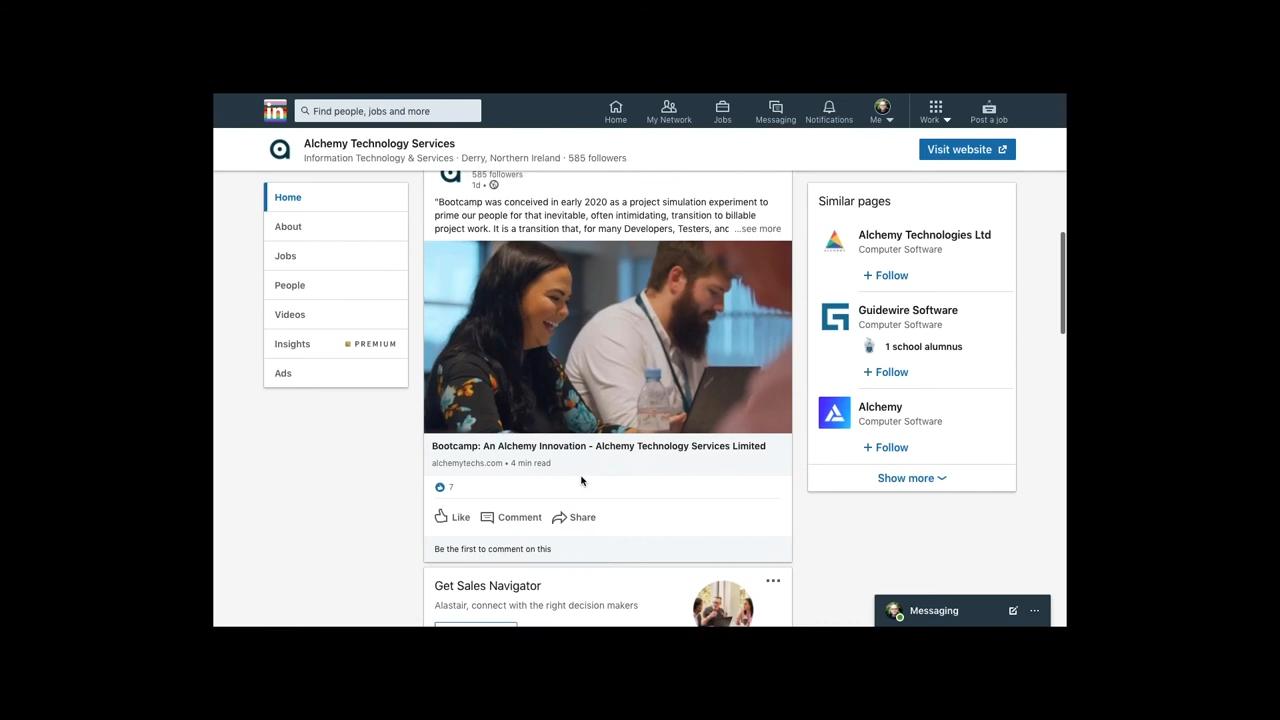 in
Find people, jobs and more
Home
My Network
Jobs
Messaging
Notifications
Me
Work
Post a job
Alchemy Technology Services
Information Technology & Services · Derry, Northern Ireland · 585 followers
Visit website
Home
About
Jobs
People
Videos
Insights PREMIUM
Ads
585 followers
1d •
"Bootcamp was conceived in early 2020 as a project simulation experiment to
prime our people for that inevitable, often intimidating, transition to billable
project work. It is a transition that, for many Developers, Testers, and ...see more
Bootcamp: An Alchemy Innovation - Alchemy Technology Services Limited
alchemytechs.com • 4 min read
7
Like
Comment
Share
Be the first to comment on this
Get Sales Navigator
Alastair, connect with the right decision makers
Similar pages
Alchemy Technologies Ltd
Computer Software
+ Follow
Guidewire Software
Computer Software
1 school alumnus
+ Follow
Alchemy
Computer Software
+ Follow
Show more
Messaging